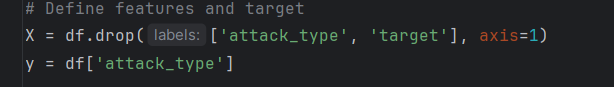 # Define features and target
X = df.drop(labels: ['attack_type', 'target'], axis=1)
y = df['attack_type']